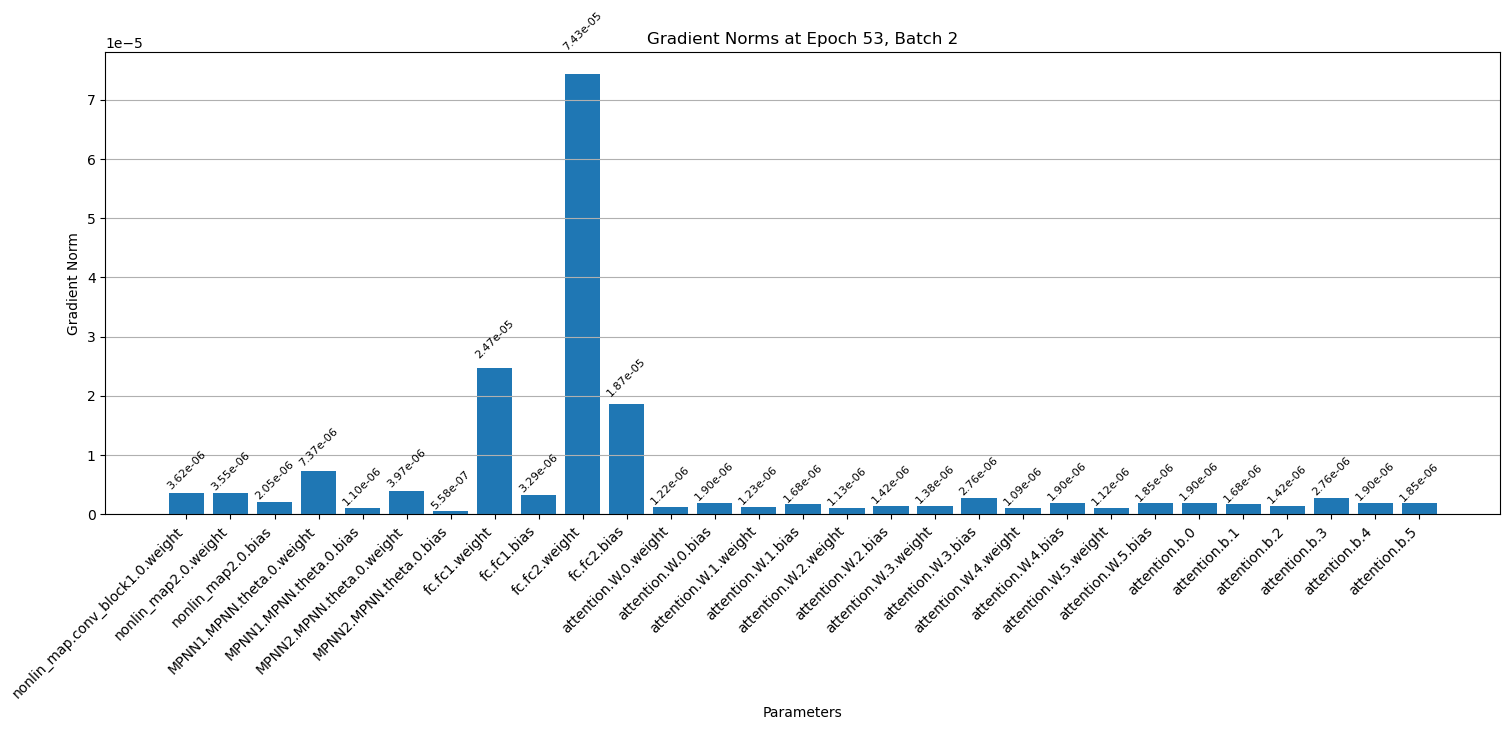 Gradient Norms at Epoch 53, Batch 2
1e−5
7
6
5
4
3
2
1
0
Gradient Norm
3.62e-06
3.55e-06
2.05e-06
7.37e-06
1.10e-06
3.97e-06
5.58e-07
2.47e-05
3.29e-06
7.43e-05
1.87e-05
1.22e-06
1.90e-06
1.23e-06
1.68e-06
1.13e-06
1.42e-06
1.38e-06
2.76e-06
1.09e-06
1.90e-06
1.12e-06
1.85e-06
1.90e-06
1.68e-06
1.42e-06
2.76e-06
1.90e-06
1.85e-06
nonlin_map.conv_block1.0.weight
nonlin_map2.0.weight
nonlin_map2.0.bias
MPNN1.MPNN.theta.0.weight
MPNN1.MPNN.theta.0.bias
MPNN2.MPNN.theta.0.weight
MPNN2.MPNN.theta.0.bias
fc.fc1.weight
fc.fc1.bias
fc.fc2.weight
fc.fc2.bias
attention.W.0.weight
attention.W.0.bias
attention.W.1.weight
attention.W.1.bias
attention.W.2.weight
attention.W.2.bias
attention.W.3.weight
attention.W.3.bias
attention.W.4.weight
attention.W.4.bias
attention.W.5.weight
attention.W.5.bias
attention.b.0
attention.b.1
attention.b.2
attention.b.3
attention.b.4
attention.b.5
Parameters